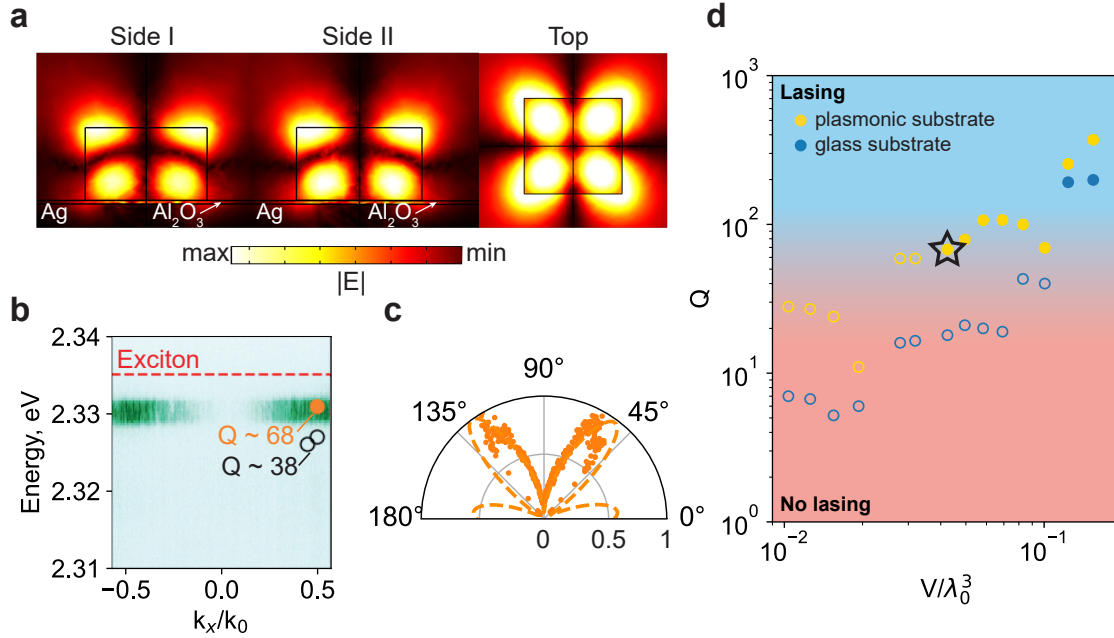 a
Side I
Side II
Top
Ag
Al₂O₃
Ag
Al₂O₃
max
min
|E|
b
2.34
2.33
2.32
2.31
Energy, eV
Exciton
Q ~ 68
Q ~ 38
−0.5
0.0
0.5
kₓ/k₀
c
90°
135°
45°
180°
0°
0
0.5
1
d
10³
10²
10¹
10⁰
Q
Lasing
plasmonic substrate
glass substrate
No lasing
10⁻²
10⁻¹
V/λ₀³